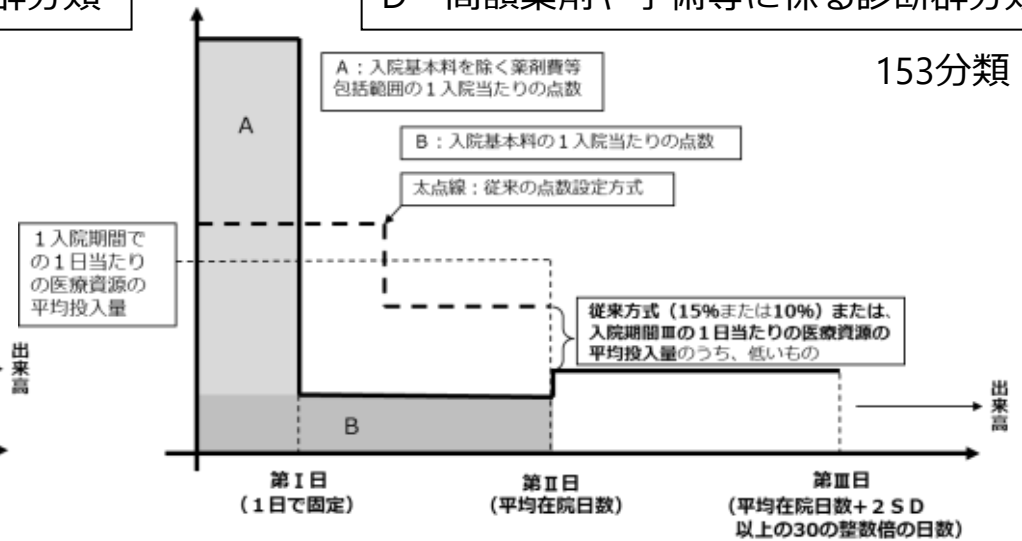 群分類
D 高額薬剤や手術等に係る診断群分類
153分類
A：入院基本料を除く薬剤費等
包括範囲の１入院当たりの点数
A
B：入院基本料の１入院当たりの点数
太点線：従来の点数設定方式
１入院期間で
の１日当たり
の医療資源の
平均投入量
従来方式（15%または10%）または、
入院期間Ⅲの１日当たりの医療資源の
平均投入量のうち、低いもの
出来高
B
出来高
第Ⅰ日
（１日で固定）
第Ⅱ日
(平均在院日数)
第Ⅲ日
(平均在院日数+２ＳＤ
以上の30の整数倍の日数)